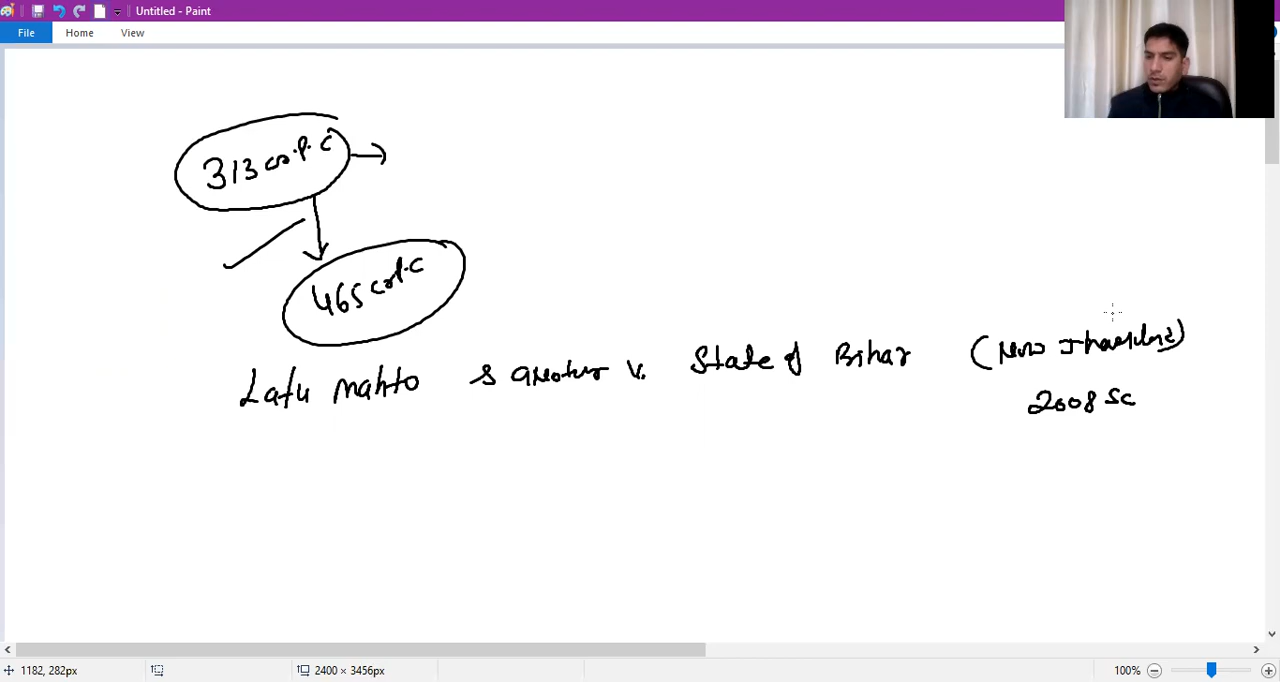 Untitled - Paint
File Home View
313 Cr.P.C
465 Cr.P.C
Latu Mahto & another v. State of Bihar (Now Jharkhand)
2008 SC
1182, 282px 2400 × 3456px 100%